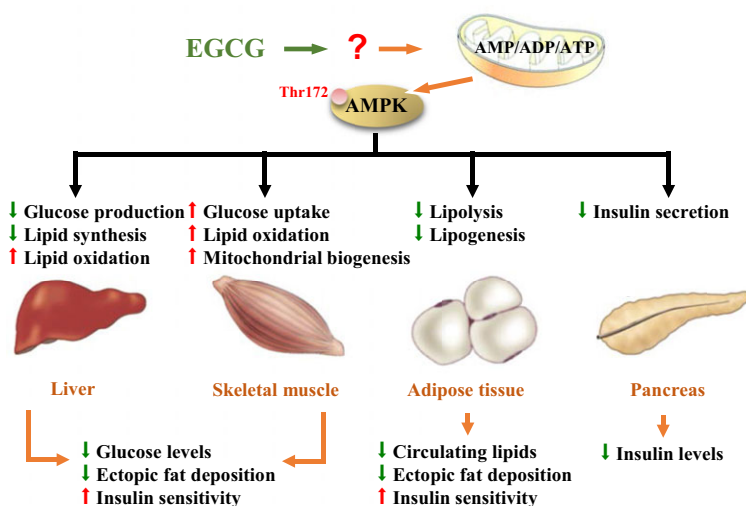 EGCG ? AMP/ADP/ATP
Thr172
AMPK
↓ Glucose production
↓ Lipid synthesis
↑ Lipid oxidation
↑ Glucose uptake
↑ Lipid oxidation
↑ Mitochondrial biogenesis
↓ Lipolysis
↓ Lipogenesis
↓ Insulin secretion
Liver
Skeletal muscle
Adipose tissue
Pancreas
↓ Glucose levels
↓ Ectopic fat deposition
↑ Insulin sensitivity
↓ Circulating lipids
↓ Ectopic fat deposition
↑ Insulin sensitivity
↓ Insulin levels